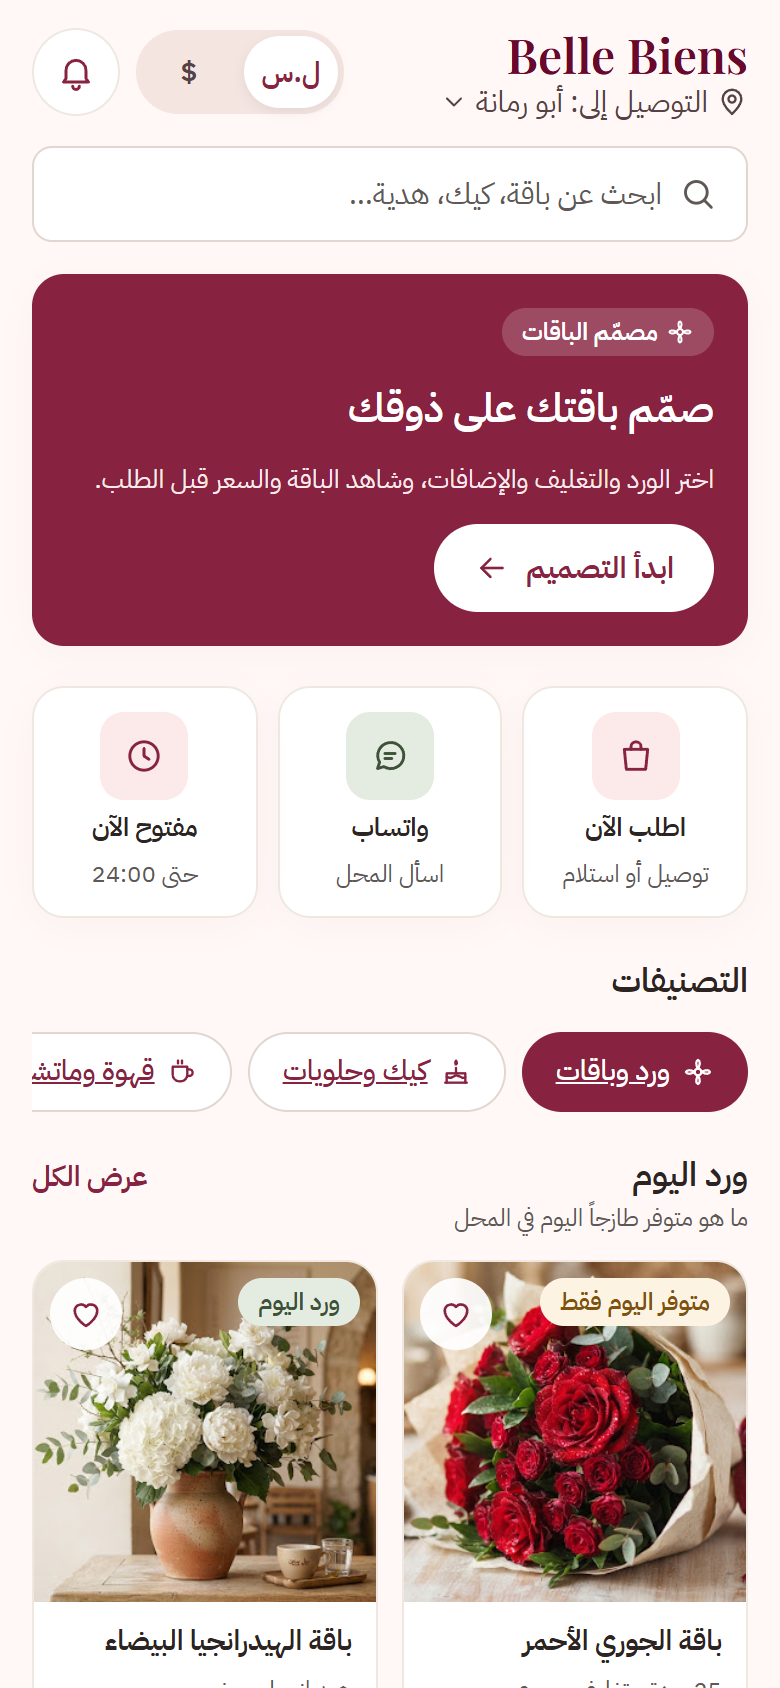 Belle Biens
ل.س
$
التوصيل إلى: أبو رمانة
ابحث عن باقة، كيك، هدية...
مصمّم الباقات
صمّم باقتك على ذوقك
اختر الورد والتغليف والإضافات، وشاهد الباقة والسعر قبل الطلب.
ابدأ التصميم
اطلب الآن
توصيل أو استلام
واتساب
اسأل المحل
مفتوح الآن
حتى 24:00
التصنيفات
ورد وباقات
كيك وحلويات
قهوة وماتش
ورد اليوم
عرض الكل
ما هو متوفر طازجاً اليوم في المحل
متوفر اليوم فقط
ورد اليوم
باقة الجوري الأحمر
باقة الهيدرانجيا البيضاء